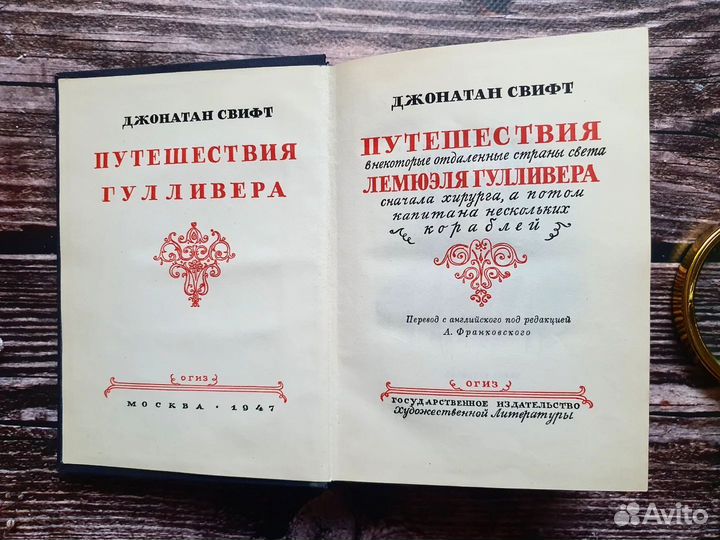 ДЖОНАТАН СВИФТ
ПУТЕШЕСТВИЯ
ГУЛЛИВЕРА
ОГИЗ
МОСКВА · 1947
ДЖОНАТАН СВИФТ
ПУТЕШЕСТВИЯ
в некоторые отдаленные страны света
ЛЕМЮЭЛЯ ГУЛЛИВЕРА
сначала хирурга, а потом
капитана нескольких
кораблей
Перевод с английского под редакцией
А. Франковского
ОГИЗ
ГОСУДАРСТВЕННОЕ ИЗДАТЕЛЬСТВО
Художественной Литературы
Avito